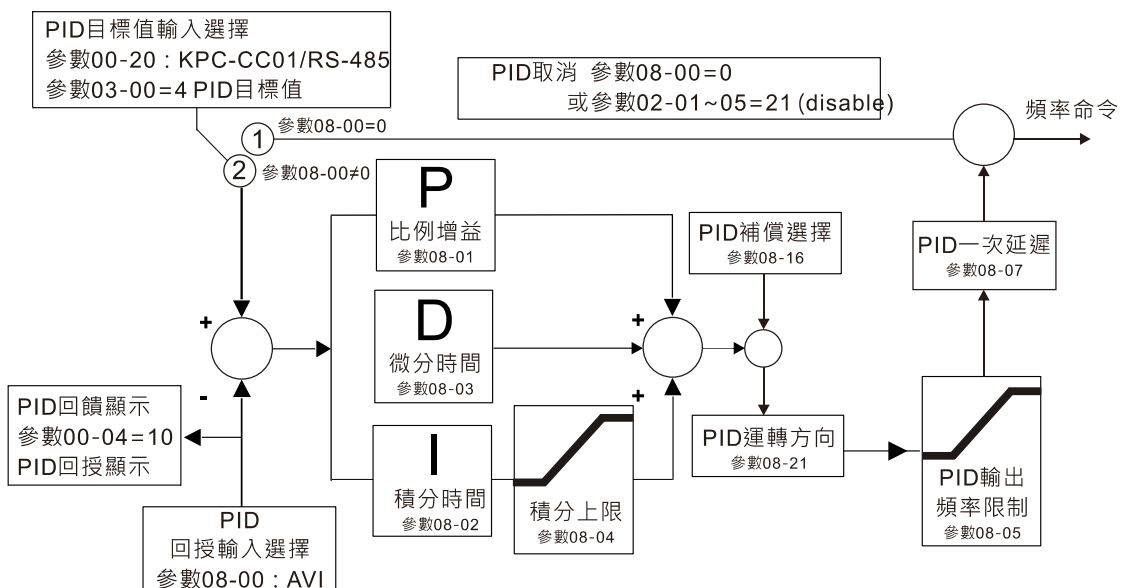 PID目標值輸入選擇
參數00-20 : KPC-CC01/RS-485
參數03-00=4 PID目標值
PID取消 參數08-00=0
或參數02-01~05=21 (disable)
頻率命令
1
參數08-00=0
2
參數08-00≠0
P
比例增益
參數08-01
PID補償選擇
參數08-16
PID一次延遲
參數08-07
+
-
D
微分時間
參數08-03
+
+
PID回饋顯示
參數00-04=10
PID回授顯示
I
積分時間
參數08-02
積分上限
參數08-04
PID運轉方向
參數08-21
PID輸出
頻率限制
參數08-05
PID
回授輸入選擇
參數08-00 : AVI